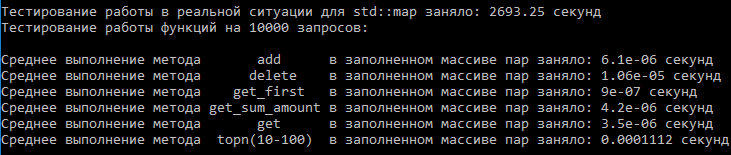 Тестирование работы в реальной ситуации для std::map заняло: 2693.25 секунд
Тестирование работы функций на 10000 запросов:
Среднее выполнение метода add в заполненном массиве пар заняло: 6.1e-06 секунд
Среднее выполнение метода delete в заполненном массиве пар заняло: 1.06e-05 секунд
Среднее выполнение метода get_first в заполненном массиве пар заняло: 9e-07 секунд
Среднее выполнение метода get_sum_amount в заполненном массиве пар заняло: 4.2e-06 секунд
Среднее выполнение метода get в заполненном массиве пар заняло: 3.5e-06 секунд
Среднее выполнение метода topn(10-100) в заполненном массиве пар заняло: 0.0001112 секунд